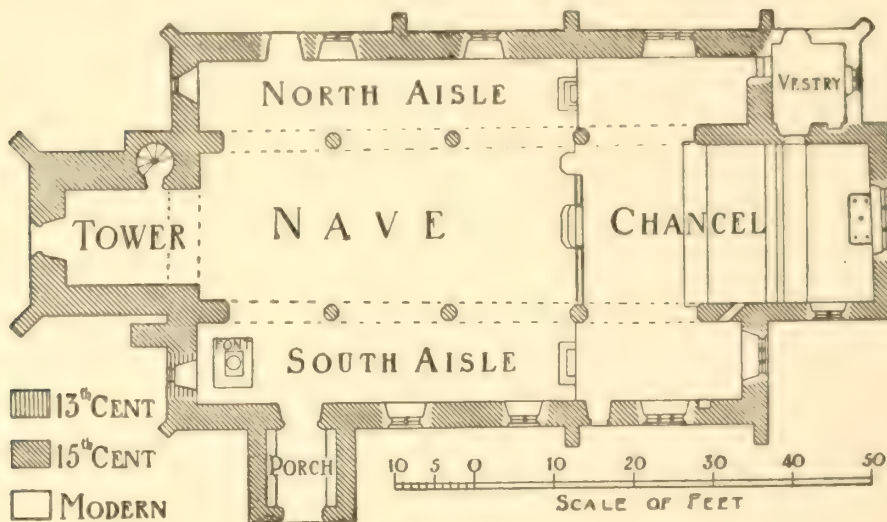 NORTH AISLE
VESTRY
TOWER
NAVE
CHANCEL
FONT
SOUTH AISLE
PORCH
13th CENT
15th CENT
MODERN
10 5 0 10 20 30 40 50
SCALE OF FEET